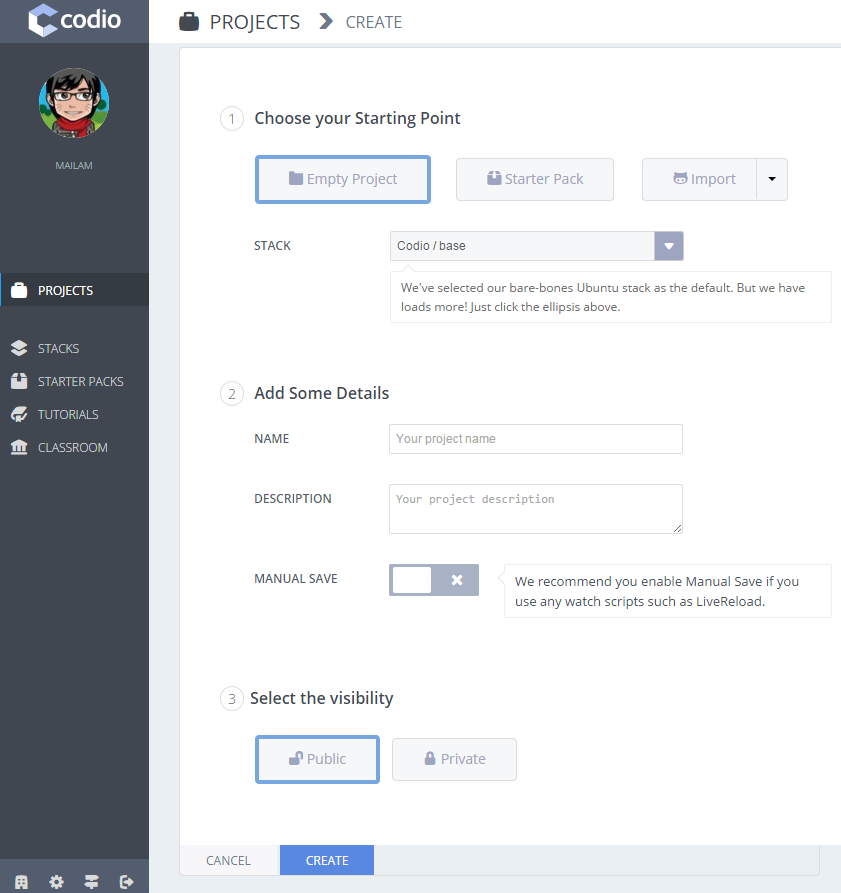 codio
PROJECTS CREATE
MAILAM
PROJECTS
STACKS
STARTER PACKS
TUTORIALS
CLASSROOM
1 Choose your Starting Point
Empty Project Starter Pack Import
STACK Codio / base
We've selected our bare-bones Ubuntu stack as the default. But we have
loads more! Just click the ellipsis above.
2 Add Some Details
NAME Your project name
DESCRIPTION Your project description
MANUAL SAVE
We recommend you enable Manual Save if you
use any watch scripts such as LiveReload.
3 Select the visibility
Public Private
CANCEL CREATE